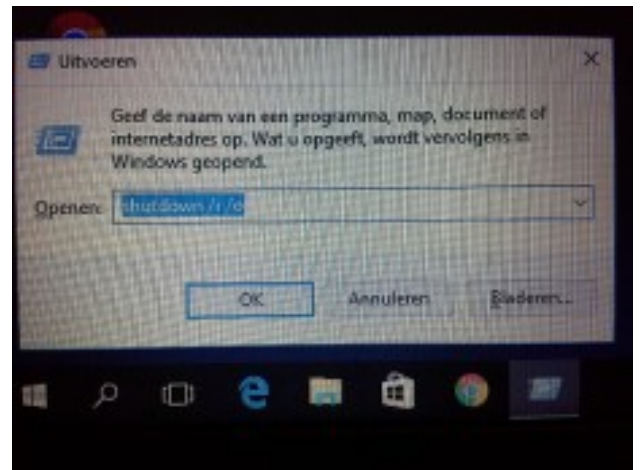 Uitvoeren
Geef de naam van een programma, map, document of
internetadres op. Wat u opgeeft, wordt vervolgens in
Windows geopend.
Openen: shutdown /r /o
OK Annuleren Bladeren...